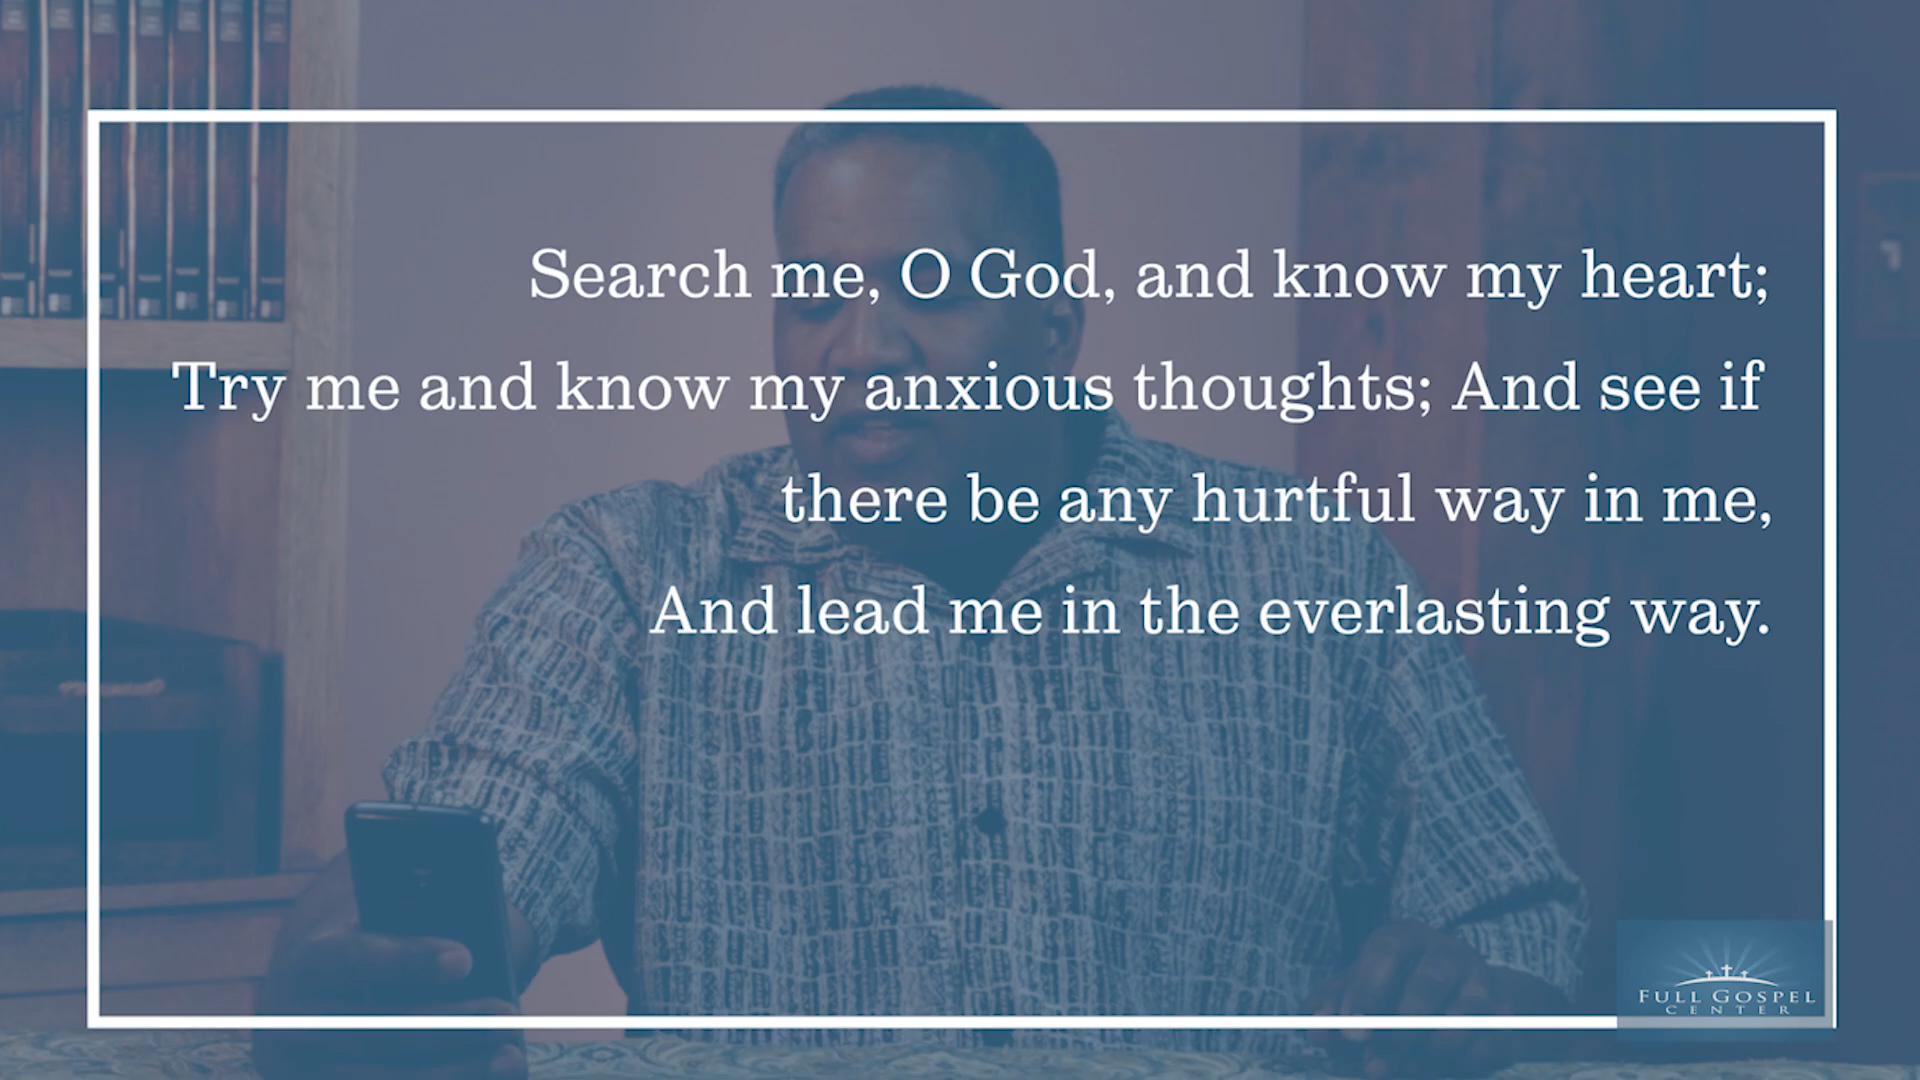 Search me, O God, and know my heart;
Try me and know my anxious thoughts; And see if
there be any hurtful way in me,
And lead me in the everlasting way.
FULL GOSPEL
CENTER